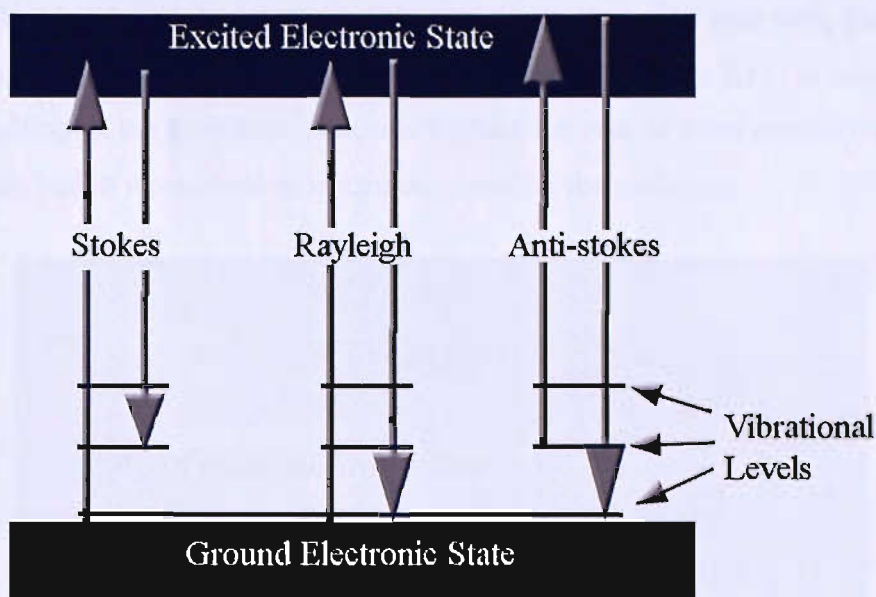 Excited Electronic State
Stokes
Rayleigh
Anti-stokes
Vibrational
Levels
Ground Electronic State